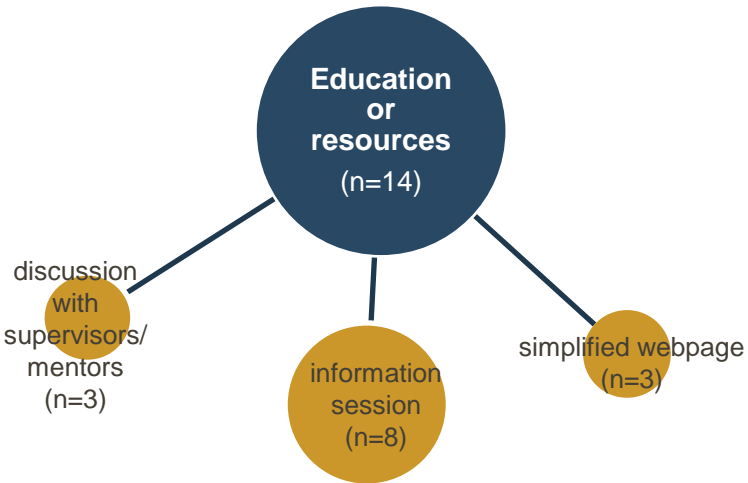 Education
or
resources
(n=14)
discussion
with
supervisors/
mentors
(n=3)
information
session
(n=8)
simplified webpage
(n=3)